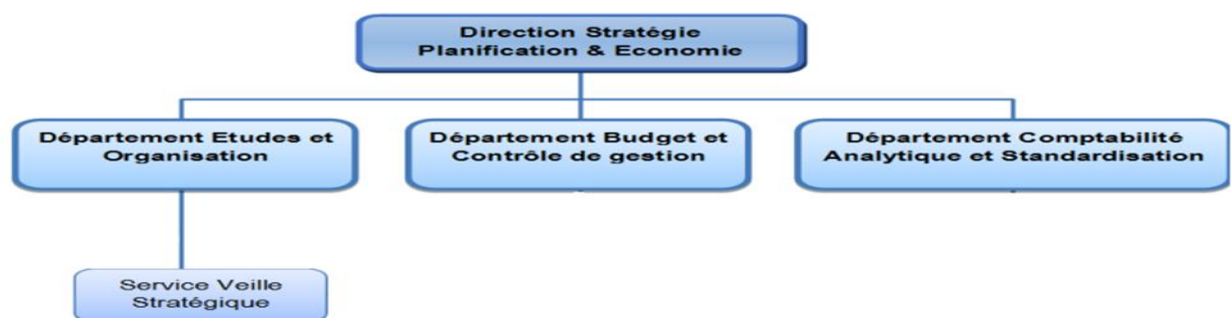 Direction Stratégie
Planification & Economie
Département Etudes et
Organisation
Département Budget et
Contrôle de gestion
Département Comptabilité
Analytique et Standardisation
Service Veille
Stratégique